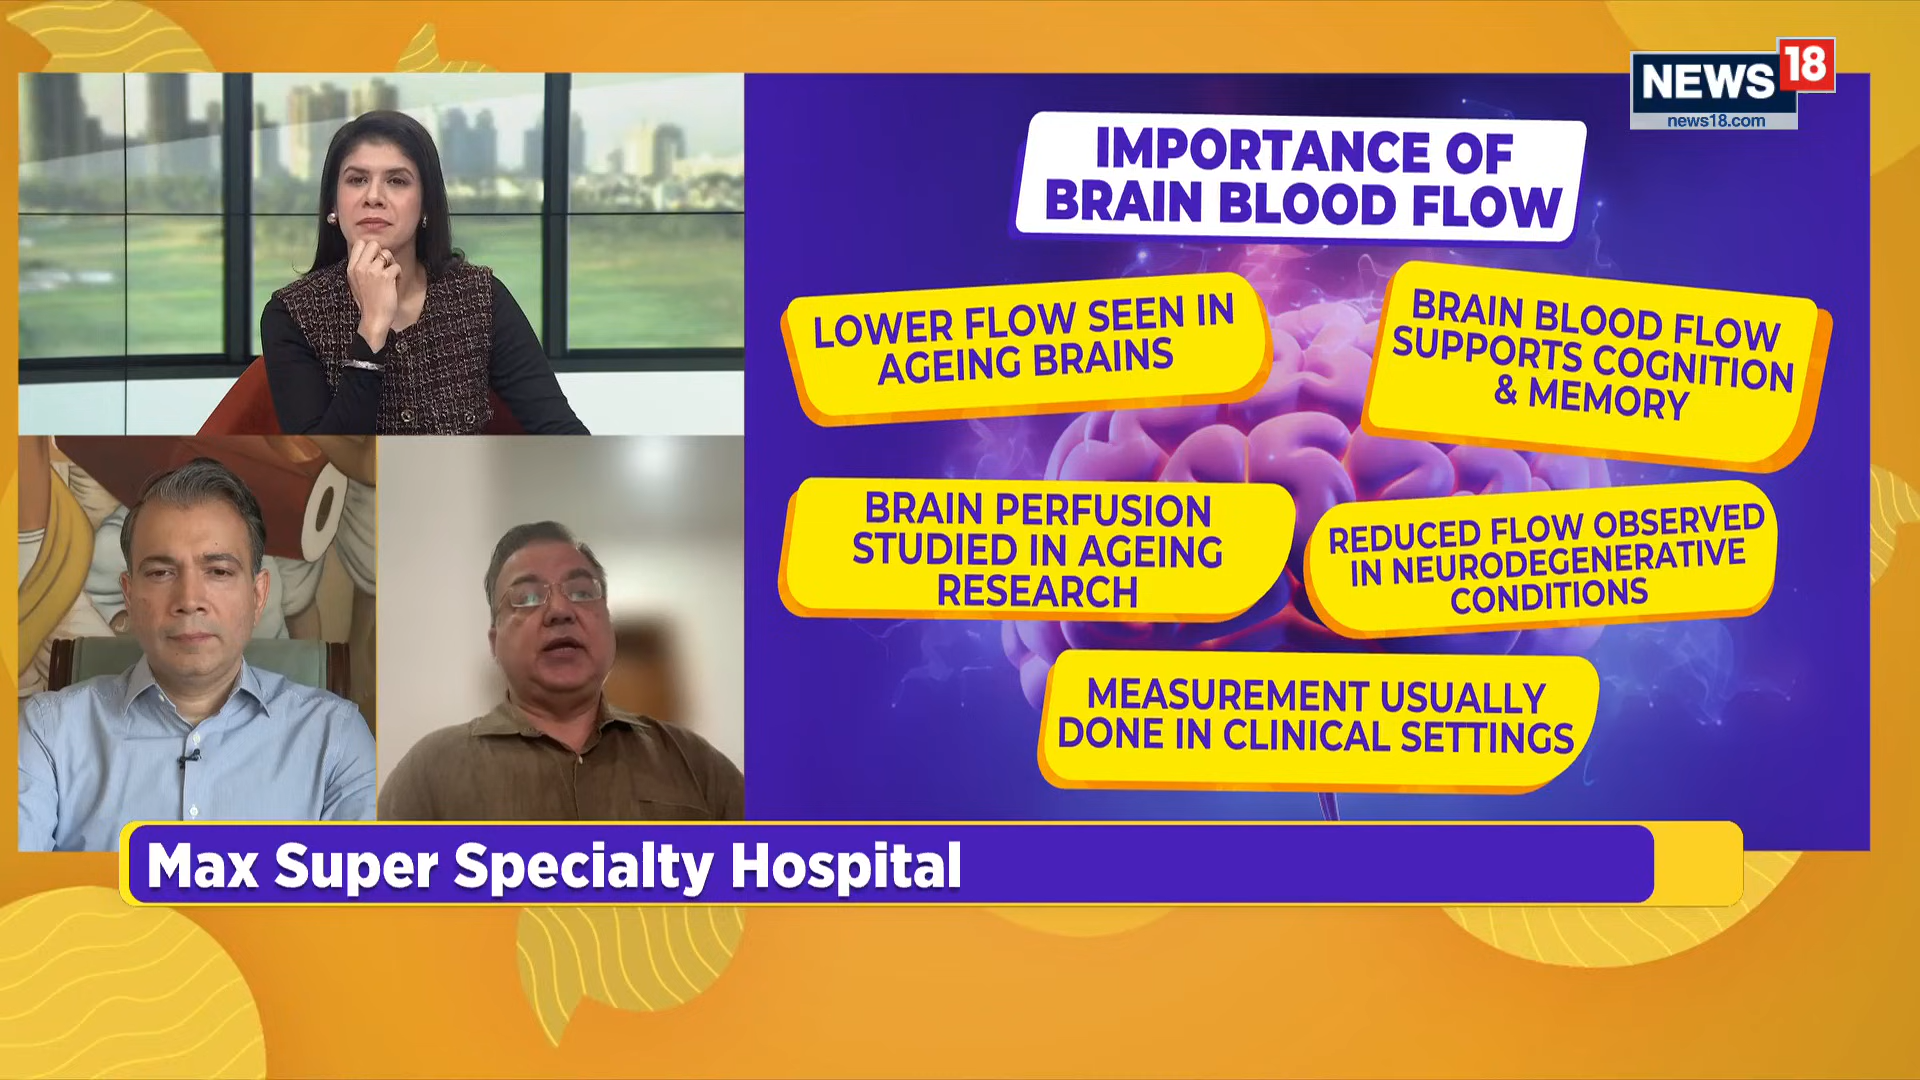 NEWS 18
news18.com
IMPORTANCE OF
BRAIN BLOOD FLOW
LOWER FLOW SEEN IN
AGEING BRAINS
BRAIN BLOOD FLOW
SUPPORTS COGNITION
& MEMORY
BRAIN PERFUSION
STUDIED IN AGEING
RESEARCH
REDUCED FLOW OBSERVED
IN NEURODEGENERATIVE
CONDITIONS
MEASUREMENT USUALLY
DONE IN CLINICAL SETTINGS
Max Super Specialty Hospital